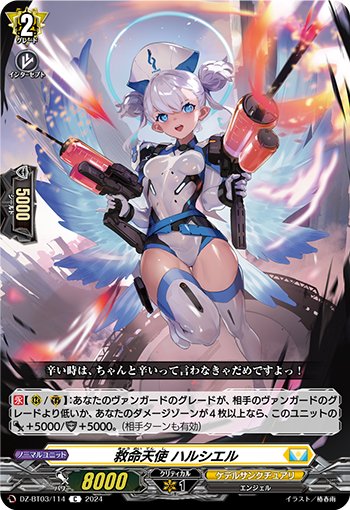 2
グレード
インターセプト
5000
シールド
辛い時は、ちゃんと辛いって言わなきゃだめですよっ!
永【(V)/(R)】:あなたのヴァンガードのグレードが、相手のヴァンガードのグ
レードより低いか、あなたのダメージゾーンが4枚以上なら、このユニットの
+5000/+5000。(相手ターンも有効)
ノーマルユニット
救命天使 ハルシエル
パワー 8000
クリティカル
1
ケテルサンクチュアリ
エンジェル
DZ-BT03/114 C 2024
イラスト/椿春雨